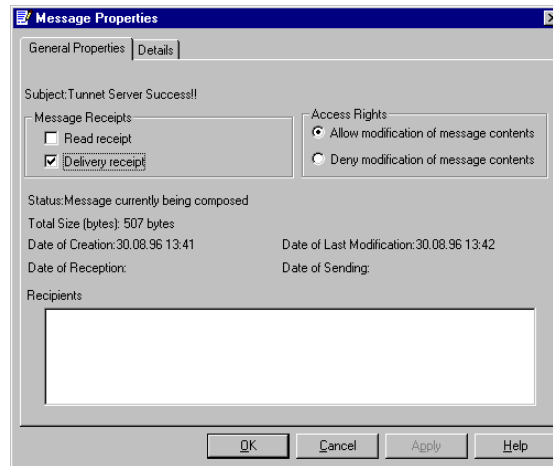 Message Properties
General Properties Details
Subject:Tunnet Server Success!!
Message Receipts
Read receipt
Delivery receipt
Access Rights
Allow modification of message contents
Deny modification of message contents
Status:Message currently being composed
Total Size (bytes): 507 bytes
Date of Creation:30.08.96 13:41 Date of Last Modification:30.08.96 13:42
Date of Reception: Date of Sending:
Recipients
OK Cancel Apply Help